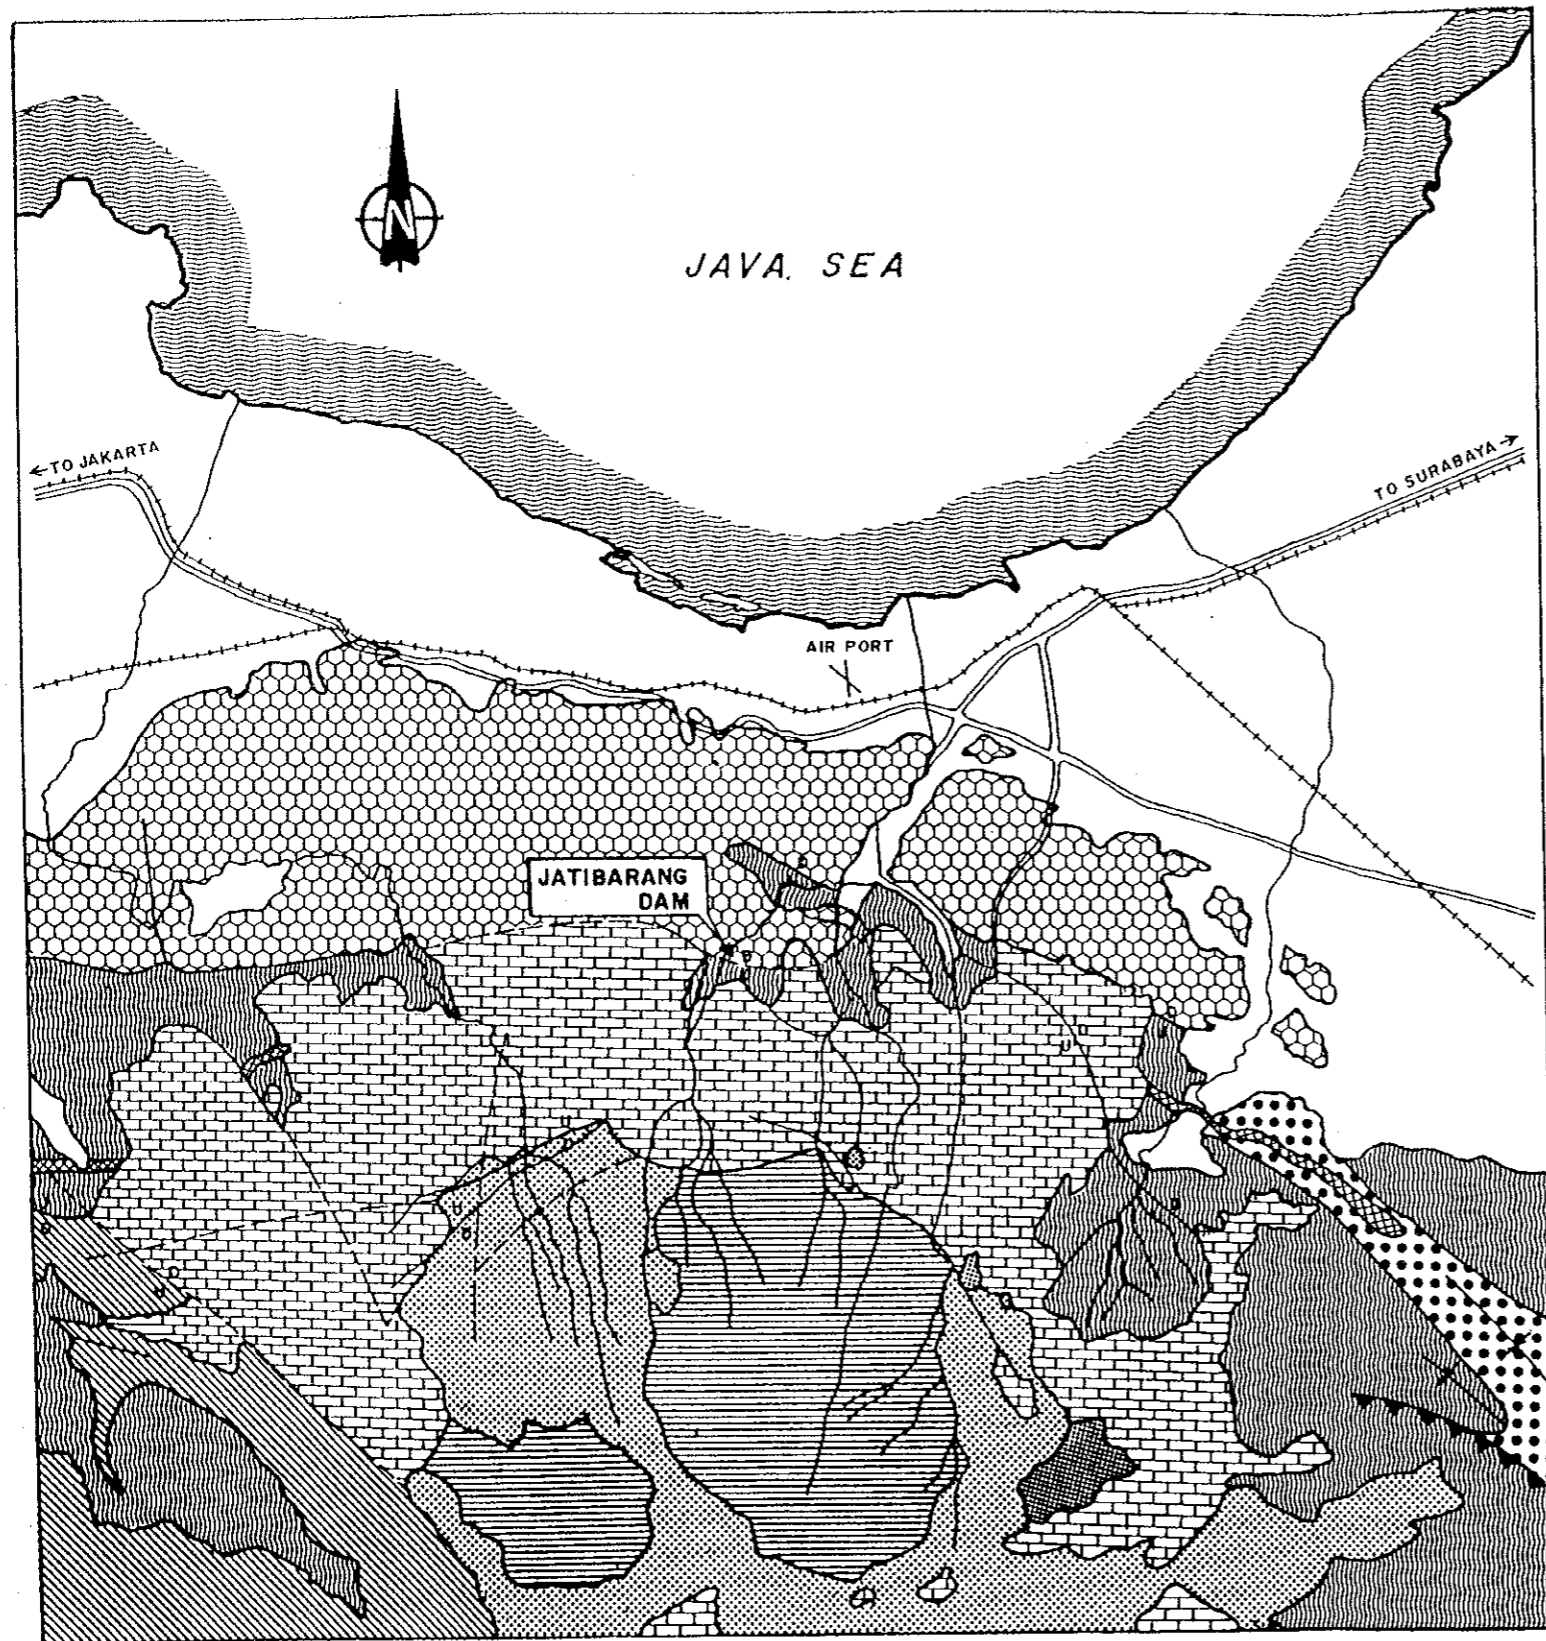 N
JAVA. SEA
←TO JAKARTA
TO SURABAYA→
AIR PORT
JATIBARANG
DAM